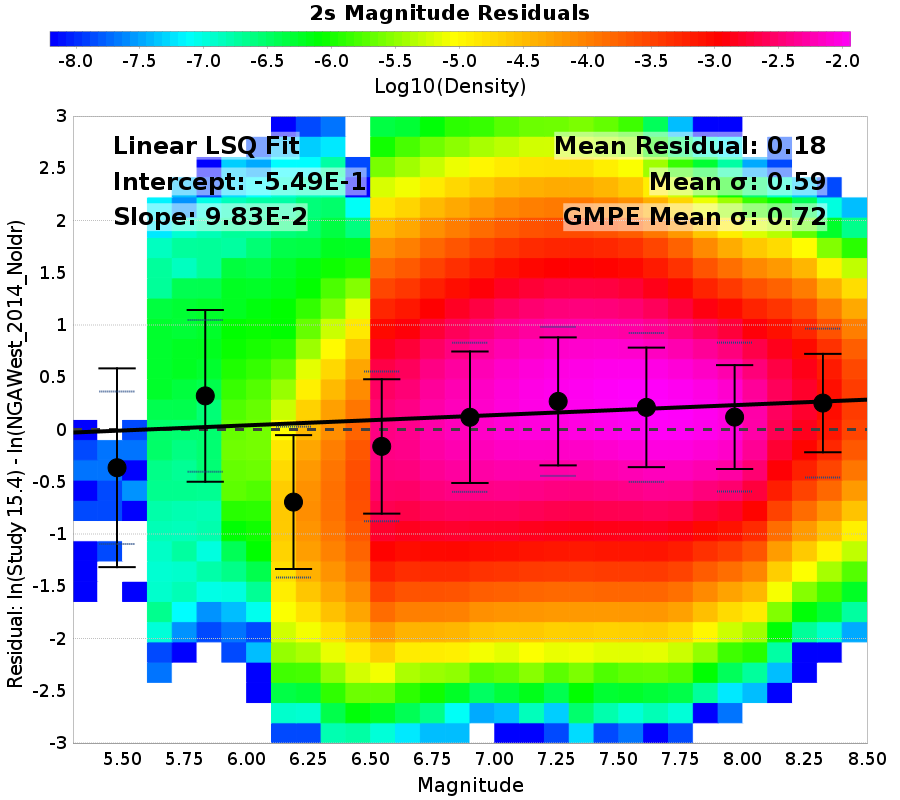 2s Magnitude Residuals
-8.0 -7.5 -7.0 -6.5 -6.0 -5.5 -5.0 -4.5 -4.0 -3.5 -3.0 -2.5 -2.0
Log10(Density)
Residual: ln(Study 15.4) - ln(NGAWest_2014_NoIdr)
3
2.5
2
1.5
1
0.5
0
-0.5
-1
-1.5
-2
-2.5
-3
Linear LSQ Fit
Intercept: -5.49E-1
Slope: 9.83E-2
Mean Residual: 0.18
Mean σ: 0.59
GMPE Mean σ: 0.72
5.50 5.75 6.00 6.25 6.50 6.75 7.00 7.25 7.50 7.75 8.00 8.25 8.50
Magnitude